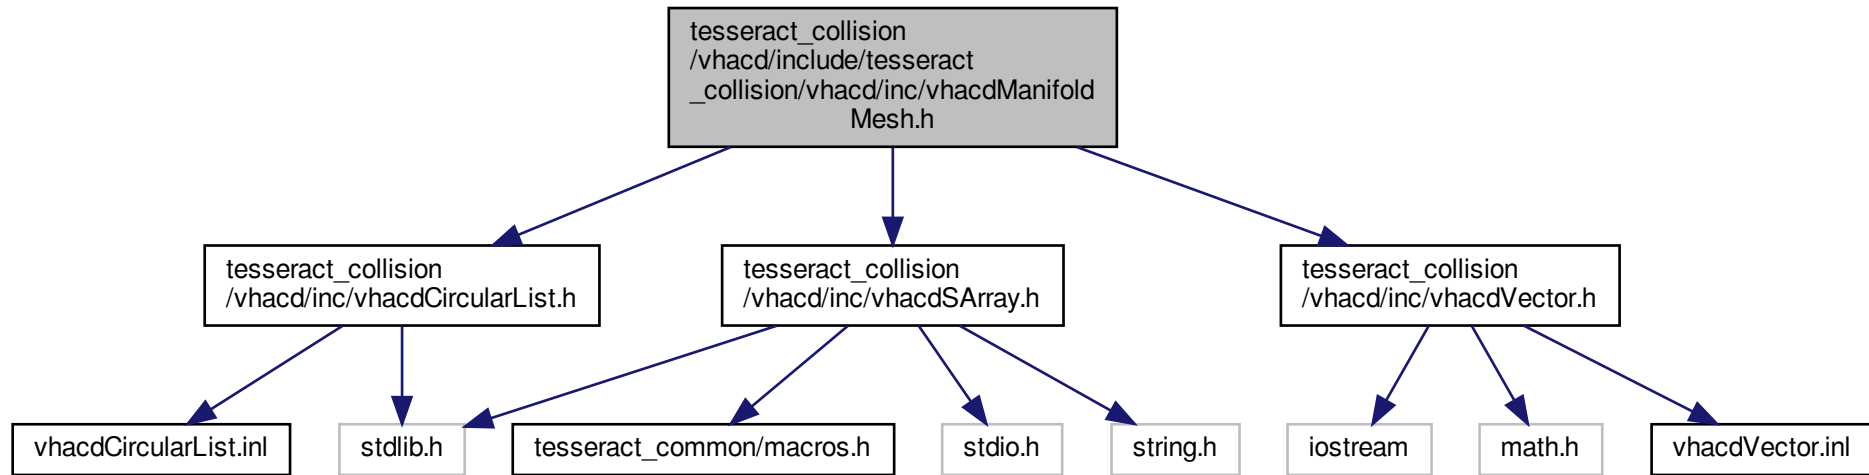 tesseract_collision
/vhacd/include/tesseract
_collision/vhacd/inc/vhacdManifold
Mesh.h
tesseract_collision
/vhacd/inc/vhacdCircularList.h
tesseract_collision
/vhacd/inc/vhacdSArray.h
tesseract_collision
/vhacd/inc/vhacdVector.h
vhacdCircularList.inl
stdlib.h
tesseract_common/macros.h
stdio.h
string.h
iostream
math.h
vhacdVector.inl